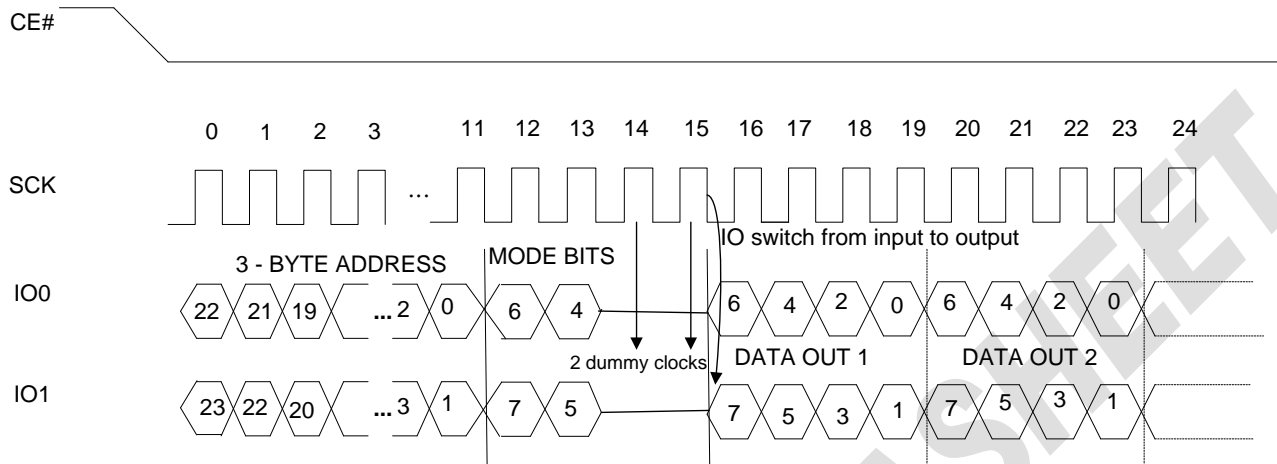 CE#
0 1 2 3 11 12 13 14 15 16 17 18 19 20 21 22 23 24
SCK
...
IO switch from input to output
3 - BYTE ADDRESS MODE BITS
IO0
22 21 19 ... 2 0 6 4 6 4 2 0 6 4 2 0
2 dummy clocks DATA OUT 1 DATA OUT 2
IO1
23 22 20 ... 3 1 7 5 7 5 3 1 7 5 3 1
SHEET